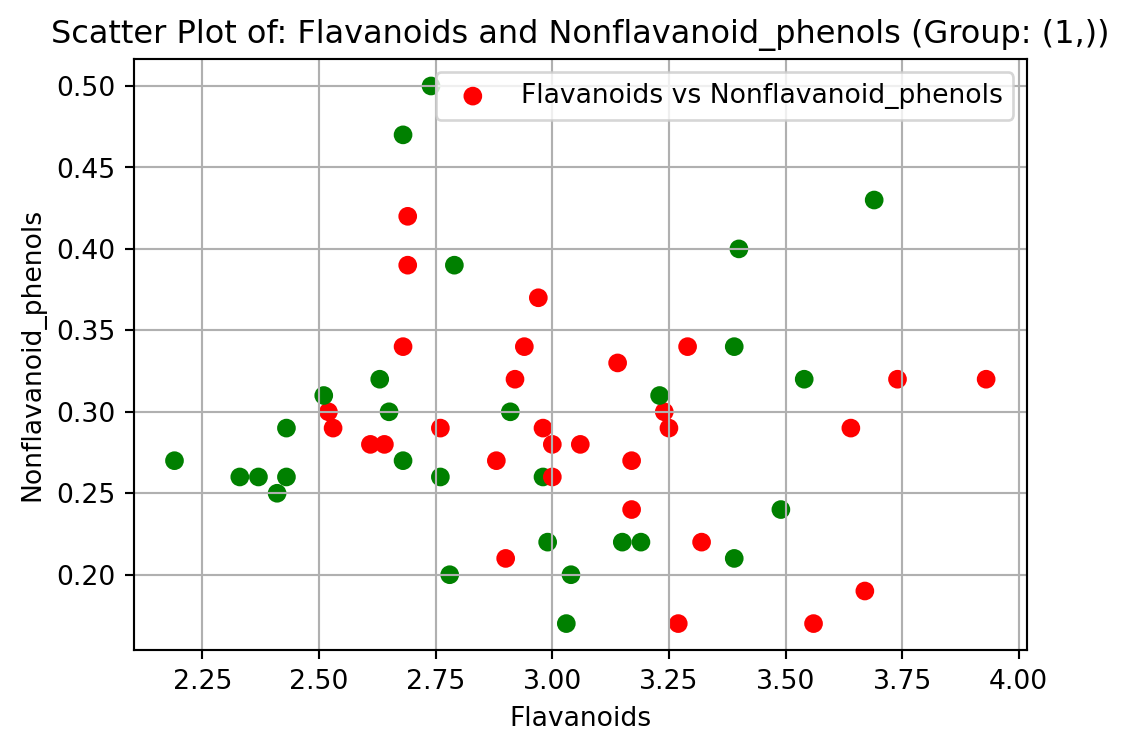 Scatter Plot of: Flavanoids and Nonflavanoid_phenols (Group: (1,))
Flavanoids vs Nonflavanoid_phenols
Nonflavanoid_phenols
0.50
0.45
0.40
0.35
0.30
0.25
0.20
2.25 2.50 2.75 3.00 3.25 3.50 3.75 4.00
Flavanoids